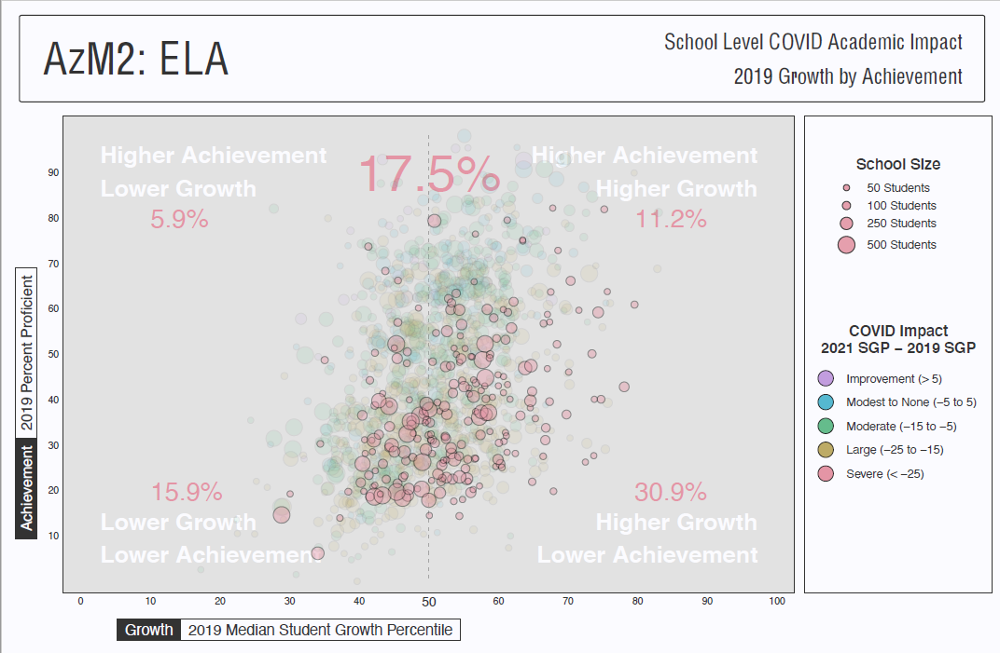 AzM2: ELA
School Level COVID Academic Impact
2019 Growth by Achievement
Higher Achievement
Lower Growth
5.9%
17.5%
Higher Achievement
Higher Growth
11.2%
15.9%
Lower Growth
Lower Achievement
30.9%
Higher Growth
Lower Achievement
90
80
70
60
50
40
30
20
10
0 10 20 30 40 50 60 70 80 90 100
Achievement 2019 Percent Proficient
Growth 2019 Median Student Growth Percentile
School Size
50 Students
100 Students
250 Students
500 Students
COVID Impact
2021 SGP − 2019 SGP
Improvement (> 5)
Modest to None (−5 to 5)
Moderate (−15 to −5)
Large (−25 to −15)
Severe (< −25)